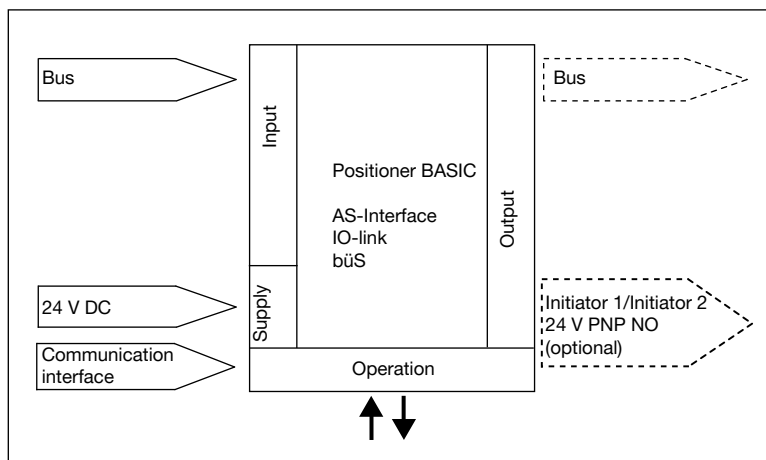 Bus
Bus
Input
Positioner BASIC
AS-Interface
IO-link
büS
Output
24 V DC
Supply
Initiator 1/Initiator 2
24 V PNP NO
(optional)
Communication
interface
Operation